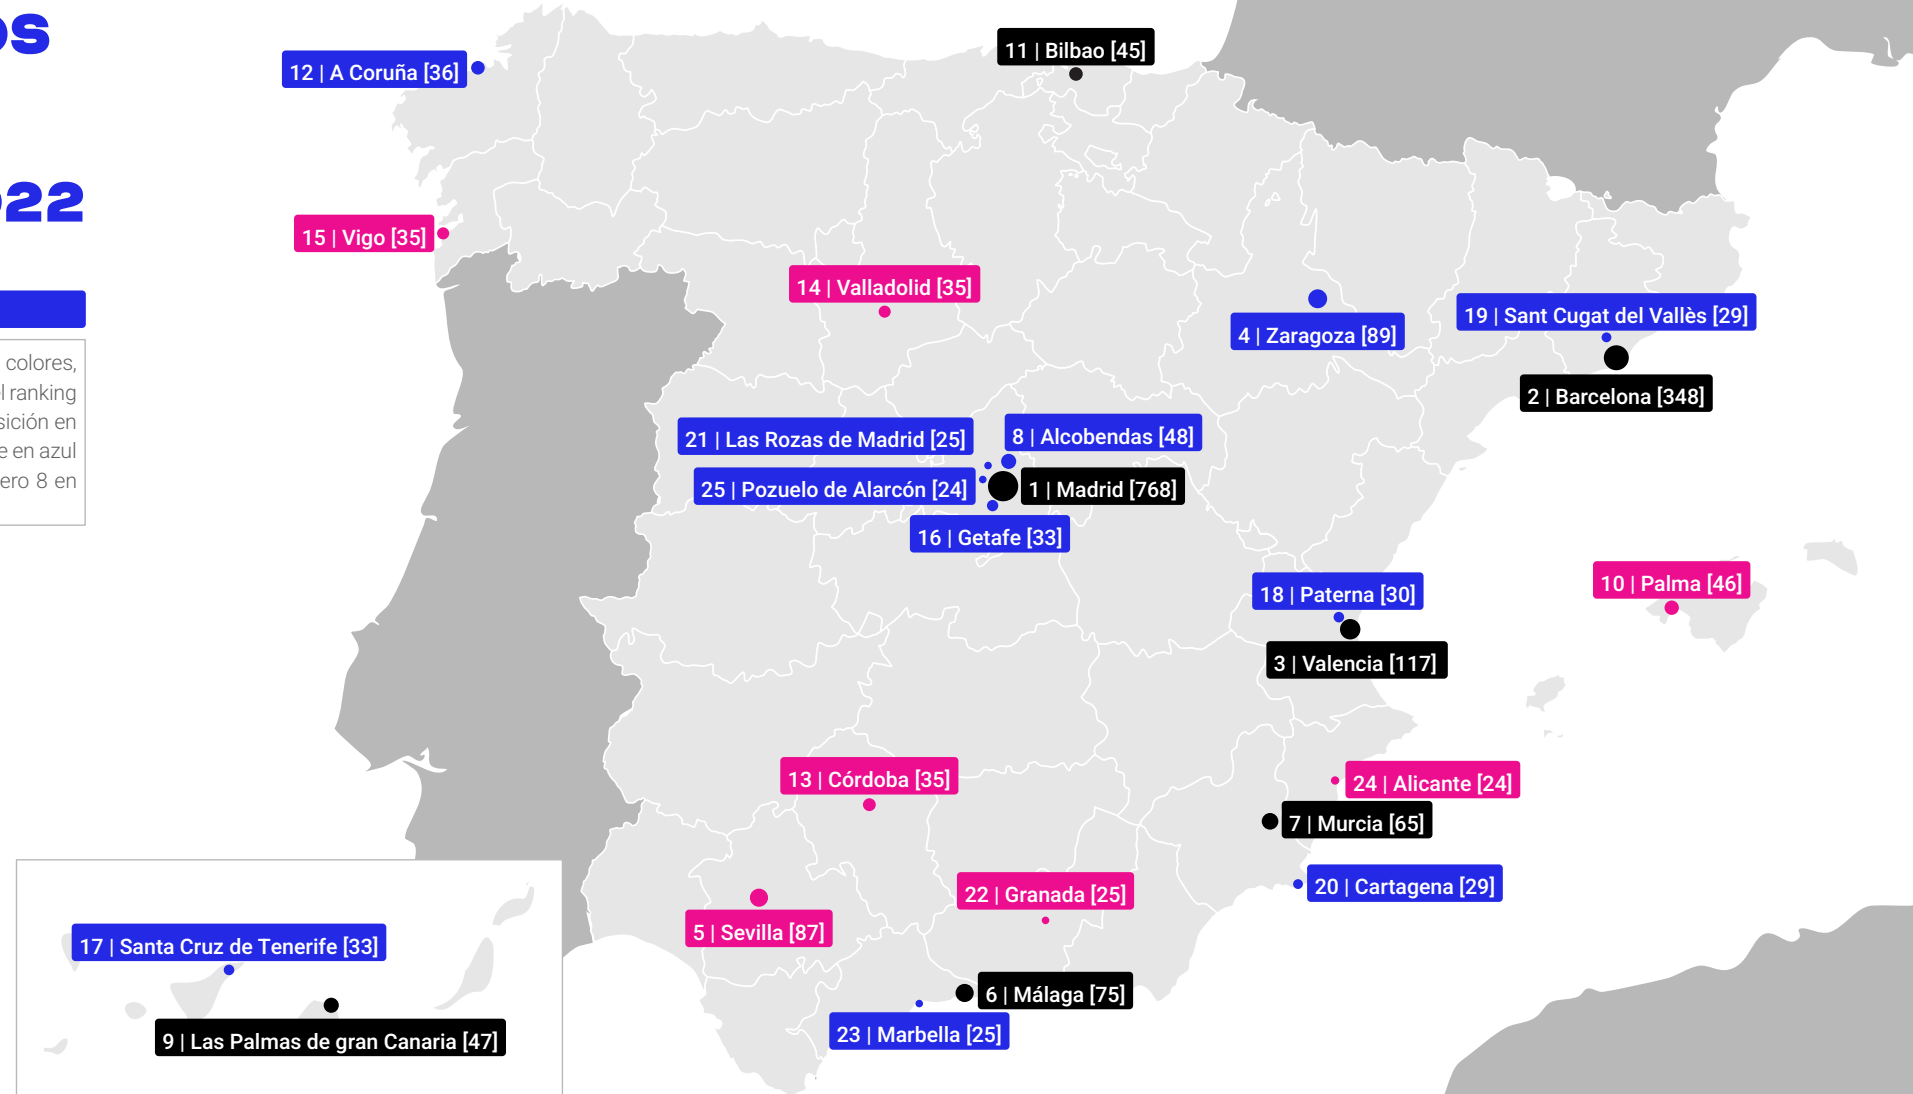 22
colores,
ranking
en
e en azul
8 en
12 | A Coruña [36]
11 | Bilbao [45]
15 | Vigo [35]
14 | Valladolid [35]
4 | Zaragoza [89]
19 | Sant Cugat del Vallès [29]
2 | Barcelona [348]
21 | Las Rozas de Madrid [25]
8 | Alcobendas [48]
25 | Pozuelo de Alarcón [24]
1 | Madrid [768]
16 | Getafe [33]
18 | Paterna [30]
10 | Palma [46]
3 | Valencia [117]
13 | Córdoba [35]
24 | Alicante [24]
7 | Murcia [65]
22 | Granada [25]
20 | Cartagena [29]
5 | Sevilla [87]
17 | Santa Cruz de Tenerife [33]
6 | Málaga [75]
23 | Marbella [25]
9 | Las Palmas de gran Canaria [47]